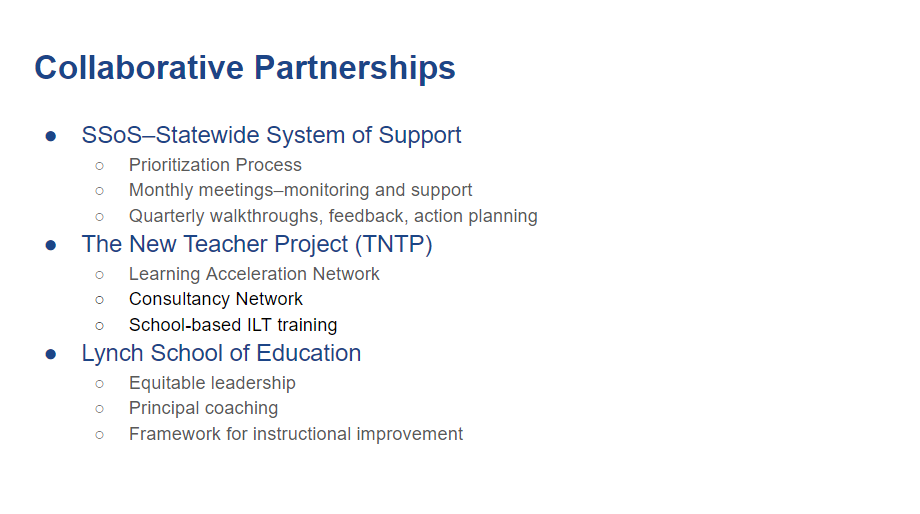 Collaborative Partnerships
● SSoS–Statewide System of Support
○ Prioritization Process
○ Monthly meetings–monitoring and support
○ Quarterly walkthroughs, feedback, action planning
● The New Teacher Project (TNTP)
○ Learning Acceleration Network
○ Consultancy Network
○ School-based ILT training
● Lynch School of Education
○ Equitable leadership
○ Principal coaching
○ Framework for instructional improvement